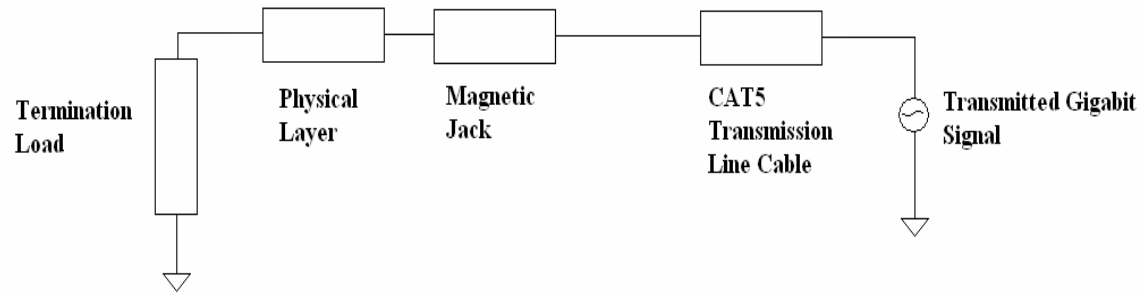 Termination
Load
Physical
Layer
Magnetic
Jack
CAT5
Transmission
Line Cable
Transmitted Gigabit
Signal